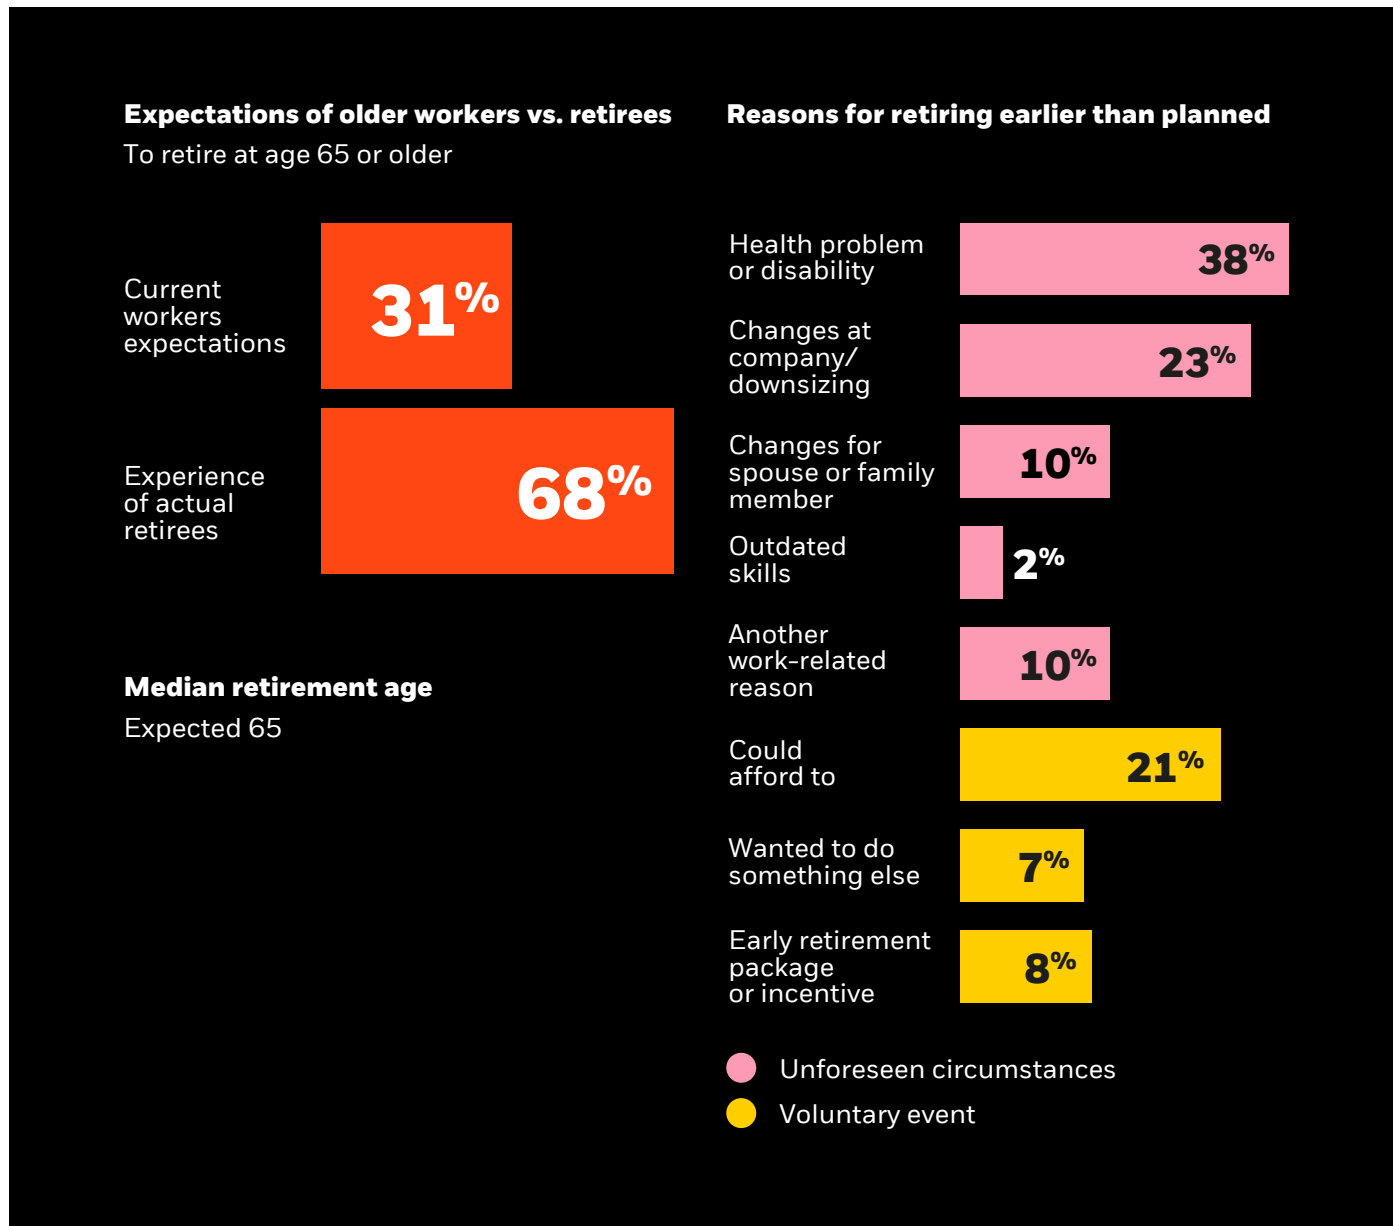 Expectations of older workers vs. retirees
To retire at age 65 or older
Current
workers
expectations
31%
Experience
of actual
retirees
68%
Median retirement age
Expected 65
Reasons for retiring earlier than planned
Health problem
or disability
38%
Changes at
company/
downsizing
23%
Changes for
spouse or family
member
10%
Outdated
skills
2%
Another
work-related
reason
10%
Could
afford to
21%
Wanted to do
something else
7%
Early retirement
package
or incentive
8%
Unforeseen circumstances
Voluntary event